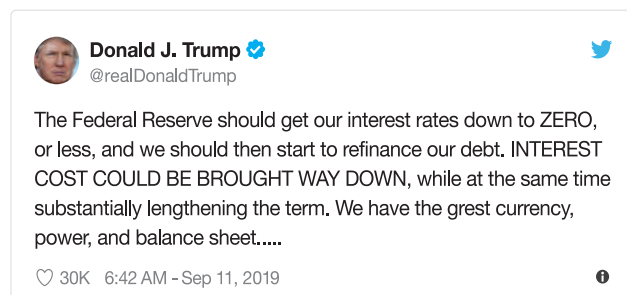 Donald J. Trump
@realDonaldTrump
The Federal Reserve should get our interest rates down to ZERO,
or less, and we should then start to refinance our debt. INTEREST
COST COULD BE BROUGHT WAY DOWN, while at the same time
substantially lengthening the term. We have the grest currency,
power, and balance sheet.....
30K 6:42 AM - Sep 11, 2019